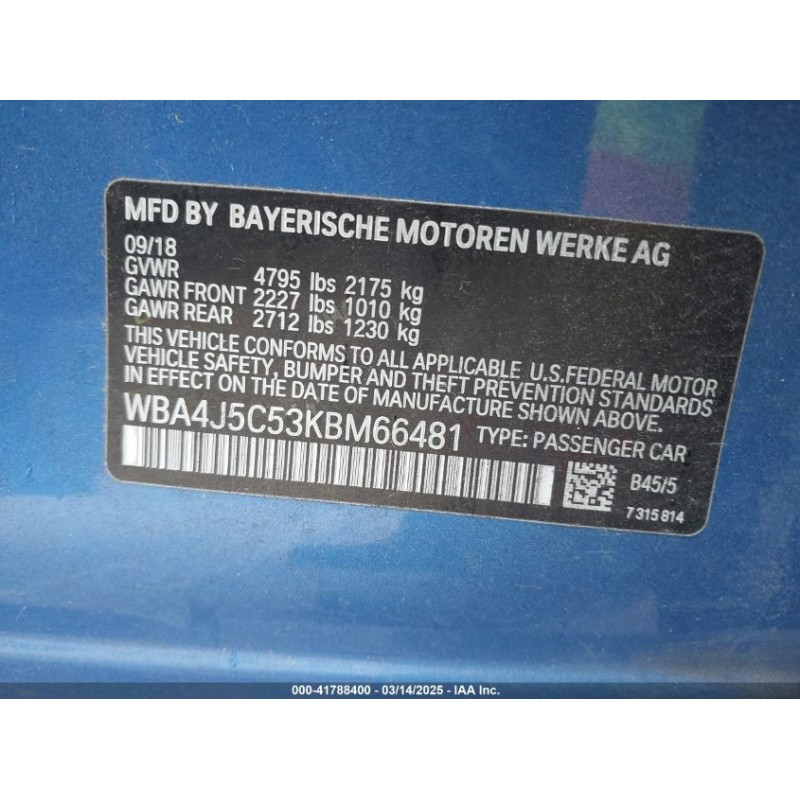 MFD BY BAYERISCHE MOTOREN WERKE AG
09/18
GVWR 4795 lbs 2175 kg
GAWR FRONT 2227 lbs 1010 kg
GAWR REAR 2712 lbs 1230 kg
THIS VEHICLE CONFORMS TO ALL APPLICABLE U.S.FEDERAL MOTOR
VEHICLE SAFETY, BUMPER AND THEFT PREVENTION STANDARDS
IN EFFECT ON THE DATE OF MANUFACTURE SHOWN ABOVE.
WBA4J5C53KBM66481 TYPE: PASSENGER CAR
B45/5
7315814
000-41788400 - 03/14/2025 - IAA Inc.